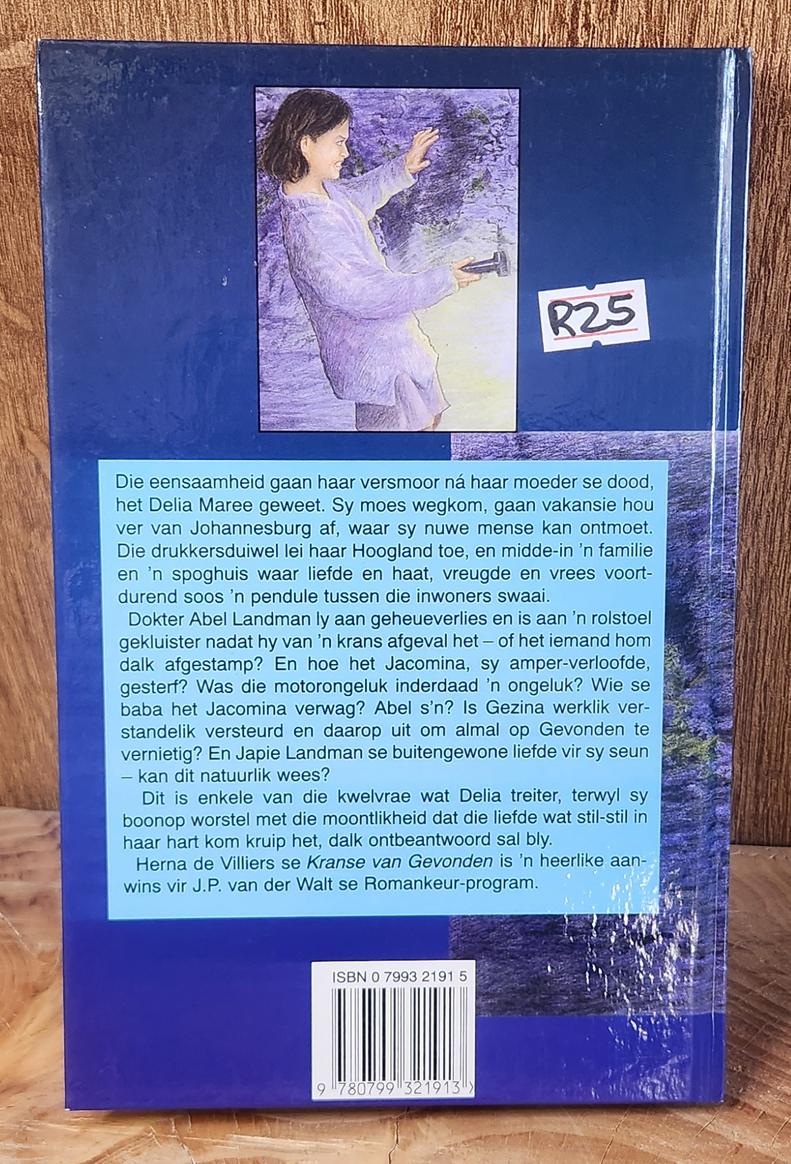 R25
Die eensaamheid gaan haar versmoor ná haar moeder se dood,
het Delia Maree geweet. Sy moes wegkom, gaan vakansie hou
ver van Johannesburg af, waar sy nuwe mense kan ontmoet.
Die drukkersduiwel lei haar Hoogland toe, en midde-in 'n familie
en 'n spoghuis waar liefde en haat, vreugde en vrees voort-
durend soos 'n pendule tussen die inwoners swaai.
Dokter Abel Landman ly aan geheueverlies en is aan 'n rolstoel
gekluister nadat hy van 'n krans afgeval het – of het iemand hom
dalk afgestamp? En hoe het Jacomina, sy amper-verloofde,
gesterf? Was die motorongeluk inderdaad 'n ongeluk? Wie se
baba het Jacomina verwag? Abel s'n? Is Gezina werklik ver-
standelik versteurd en daarop uit om almal op Gevonden te
vernietig? En Japie Landman se buitengewone liefde vir sy seun
– kan dit natuurlik wees?
Dit is enkele van die kwelvrae wat Delia treiter, terwyl sy
boonop worstel met die moontlikheid dat die liefde wat stil-stil in
haar hart kom kruip het, dalk onbeantwoord sal bly.
Herna de Villiers se Kranse van Gevonden is 'n heerlike aan-
wins vir J.P. van der Walt se Romankeur-program.
ISBN 0 7993 2191 5
9 780799 321913